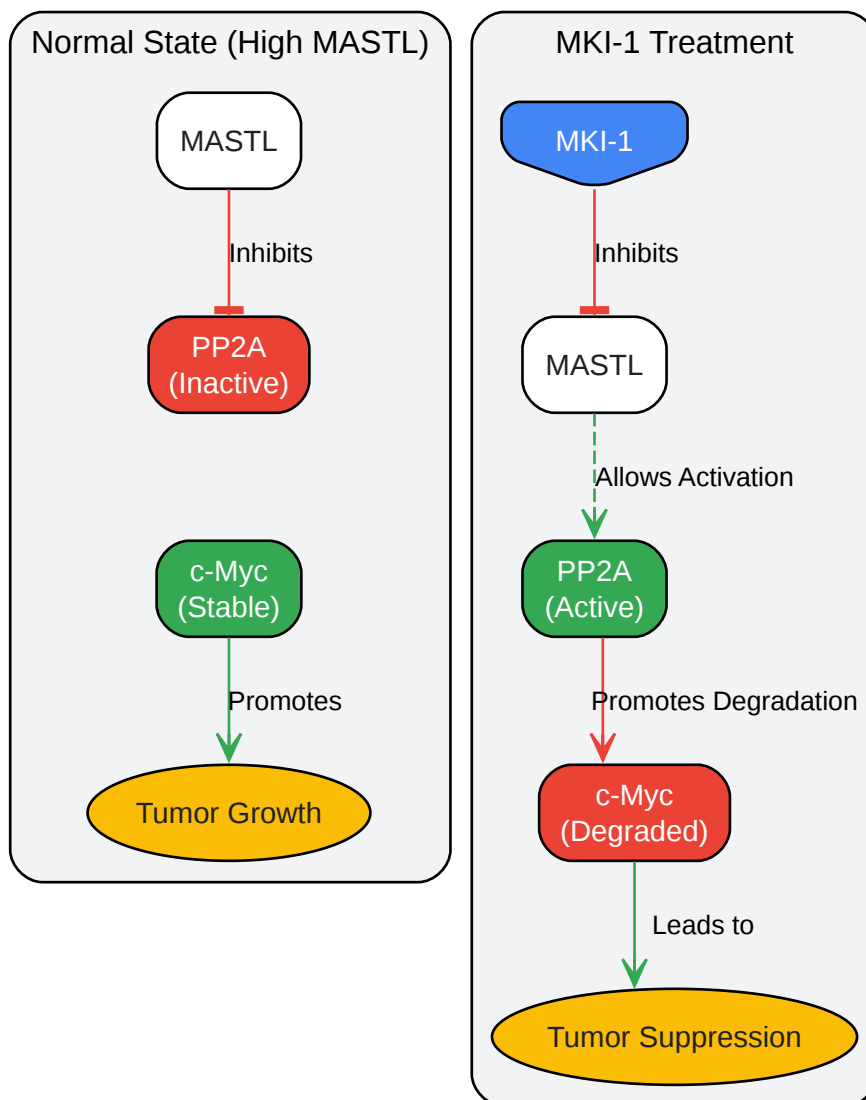 Normal State (High MASTL)
MASTL
Inhibits
PP2A
(Inactive)
c-Myc
(Stable)
Promotes
Tumor Growth
MKI-1 Treatment
MKI-1
Inhibits
MASTL
Allows Activation
PP2A
(Active)
Promotes Degradation
c-Myc
(Degraded)
Leads to
Tumor Suppression